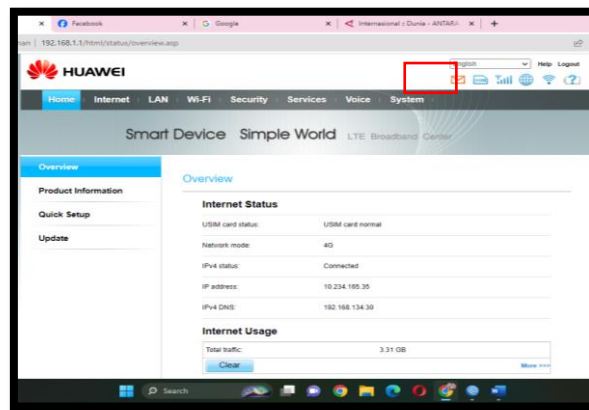 Facebook
Google
Internasional : Dunia - ANTARA
192.168.1.1/html/status/overview.asp
HUAWEI
Help Logout
Home Internet LAN Wi-Fi Security Services Voice System
Smart Device Simple World LTE Broadband Center
Overview
Product Information
Quick Setup
Update
Overview
Internet Status
USIM card status: USIM card normal
Network mode: 4G
IPv4 status: Connected
IP address: 10.234.165.35
IPv4 DNS: 192.168.134.30
Internet Usage
Total traffic: 3.31 GB
Clear More >>>
Search